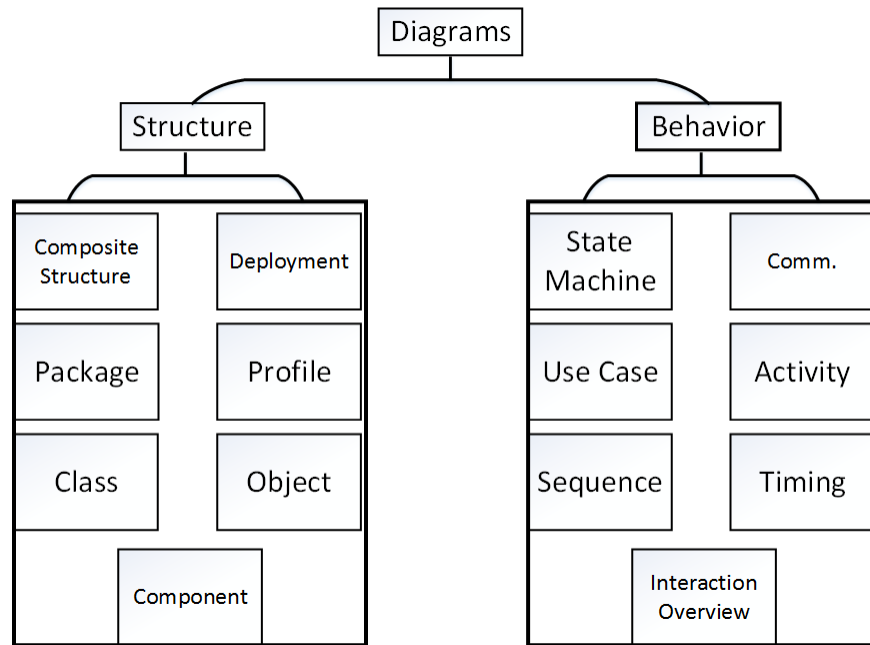 Diagrams
Structure
Behavior
Composite
Structure
Deployment
Package
Profile
Class
Object
Component
State
Machine
Comm.
Use Case
Activity
Sequence
Timing
Interaction
Overview